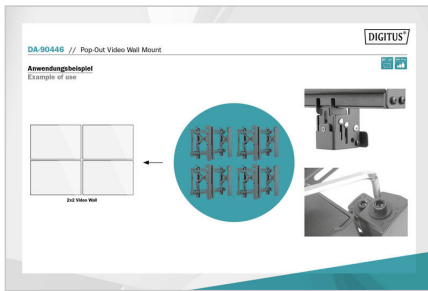 DIGITUS®
DA-90446 // Pop-Out Video Wall Mount
Anwendungsbeispiel
Example of use
2x2 Video Wall